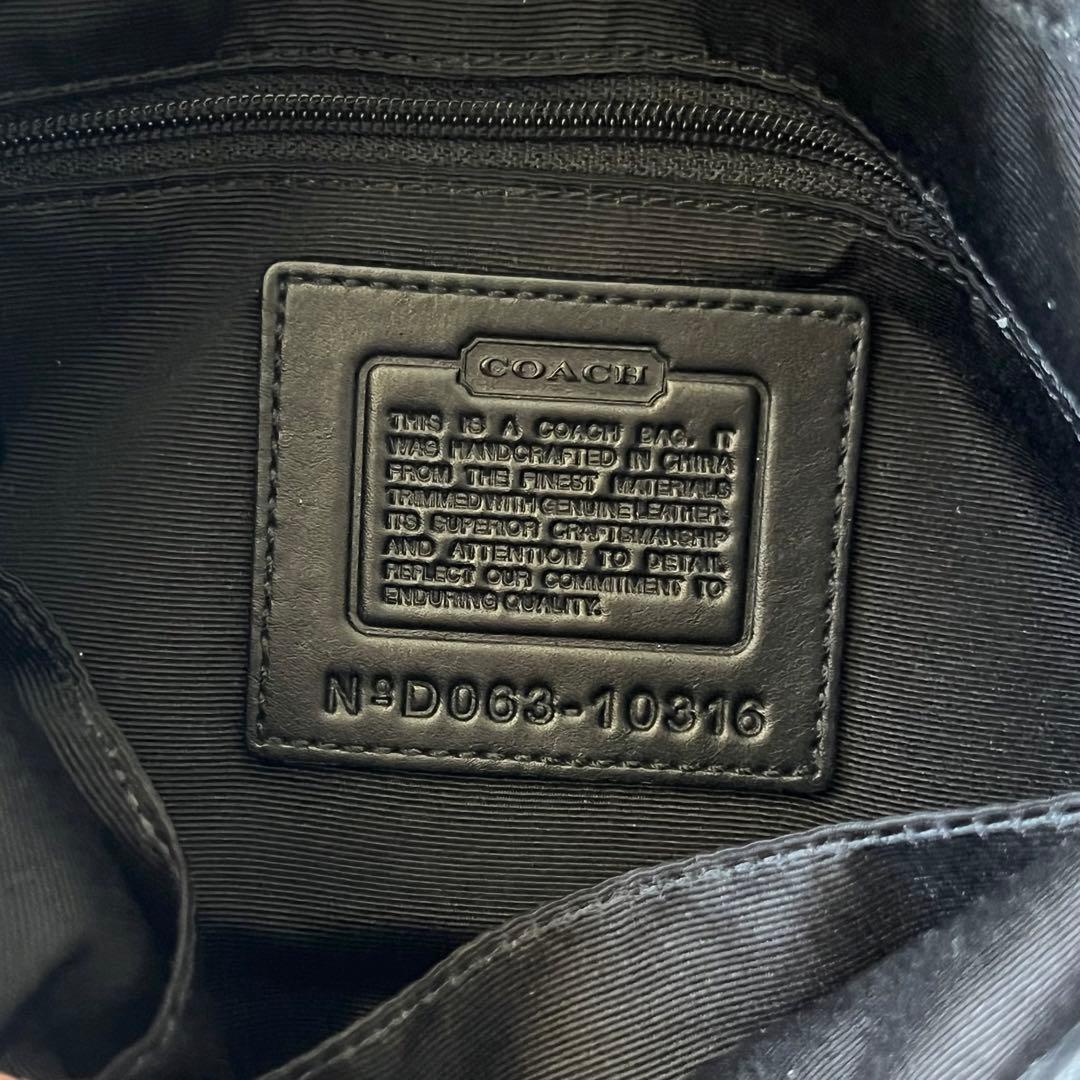 COACH
THIS IS A COACH BAG. IT
WAS HANDCRAFTED IN CHINA
FROM THE FINEST MATERIALS
TRIMMED WITH GENUINE LEATHER.
ITS SUPERIOR CRAFTSMANSHIP
AND ATTENTION TO DETAIL
REFLECT OUR COMMITMENT TO
ENDURING QUALITY.
Nº D063-10316